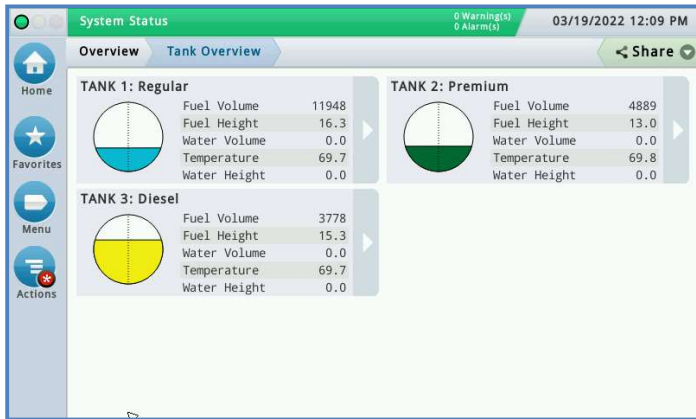 System Status
0 Warning(s)
0 Alarm(s)
03/19/2022 12:09 PM
Overview
Tank Overview
Share
Home
Favorites
Menu
Actions
TANK 1: Regular
Fuel Volume 11948
Fuel Height 16.3
Water Volume 0.0
Temperature 69.7
Water Height 0.0
TANK 2: Premium
Fuel Volume 4889
Fuel Height 13.0
Water Volume 0.0
Temperature 69.8
Water Height 0.0
TANK 3: Diesel
Fuel Volume 3778
Fuel Height 15.3
Water Volume 0.0
Temperature 69.7
Water Height 0.0